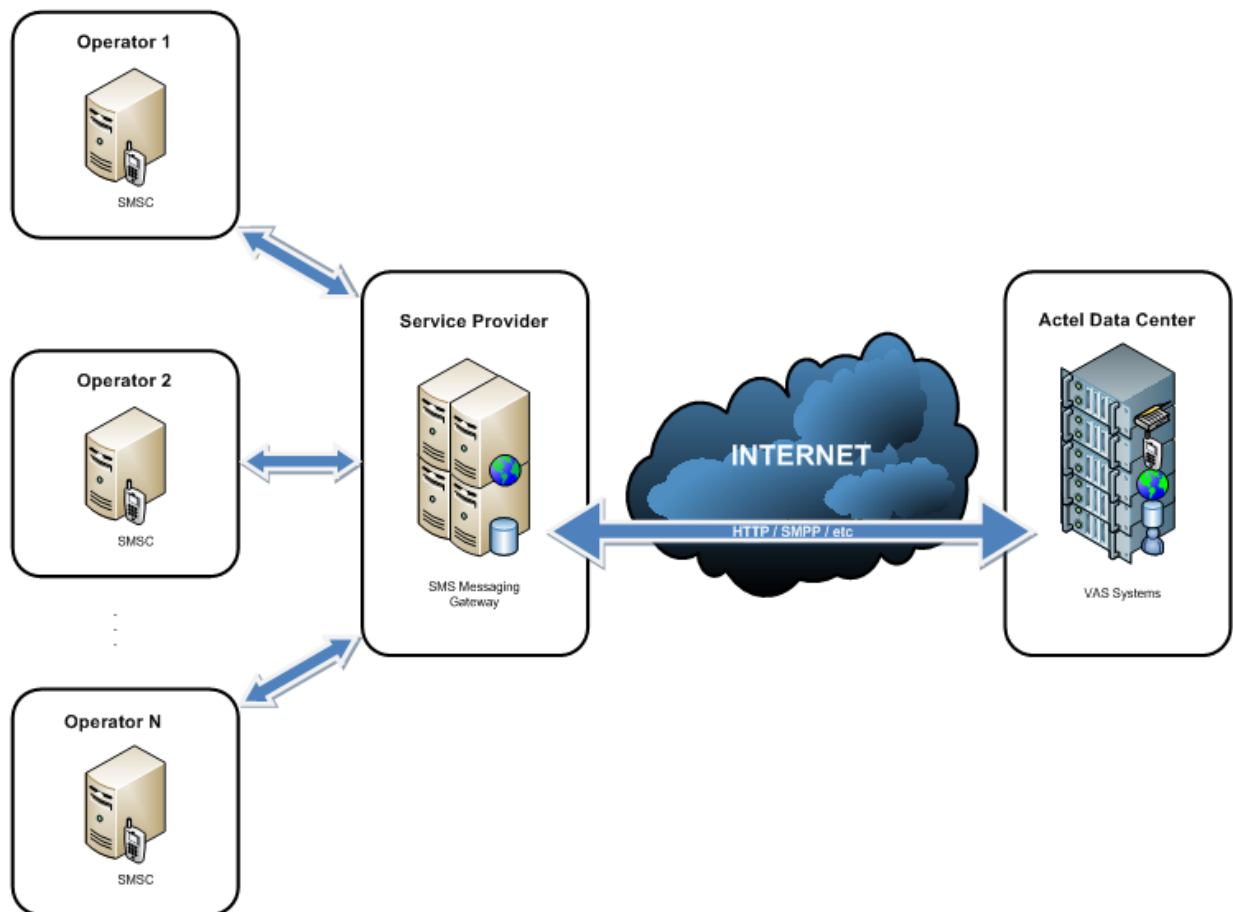 Operator 1
SMSC
Operator 2
SMSC
.
.
.
Operator N
SMSC
Service Provider
SMS Messaging
Gateway
INTERNET
HTTP / SMPP / etc
Actel Data Center
VAS Systems